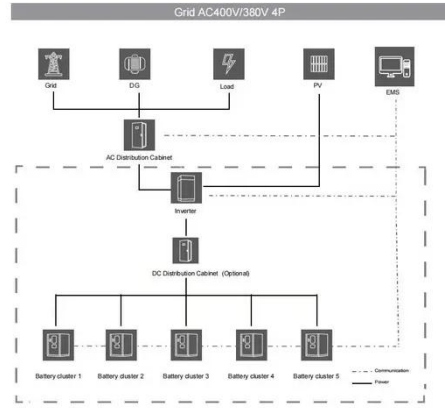 Grid AC400V/380V 4P
Grid
DG
Load
PV
EMS
AC Distribution Cabinet
Inverter
DC Distribution Cabinet (Optional)
Battery cluster 1
Battery cluster 2
Battery cluster 3
Battery cluster 4
Battery cluster 5
Communication
Power